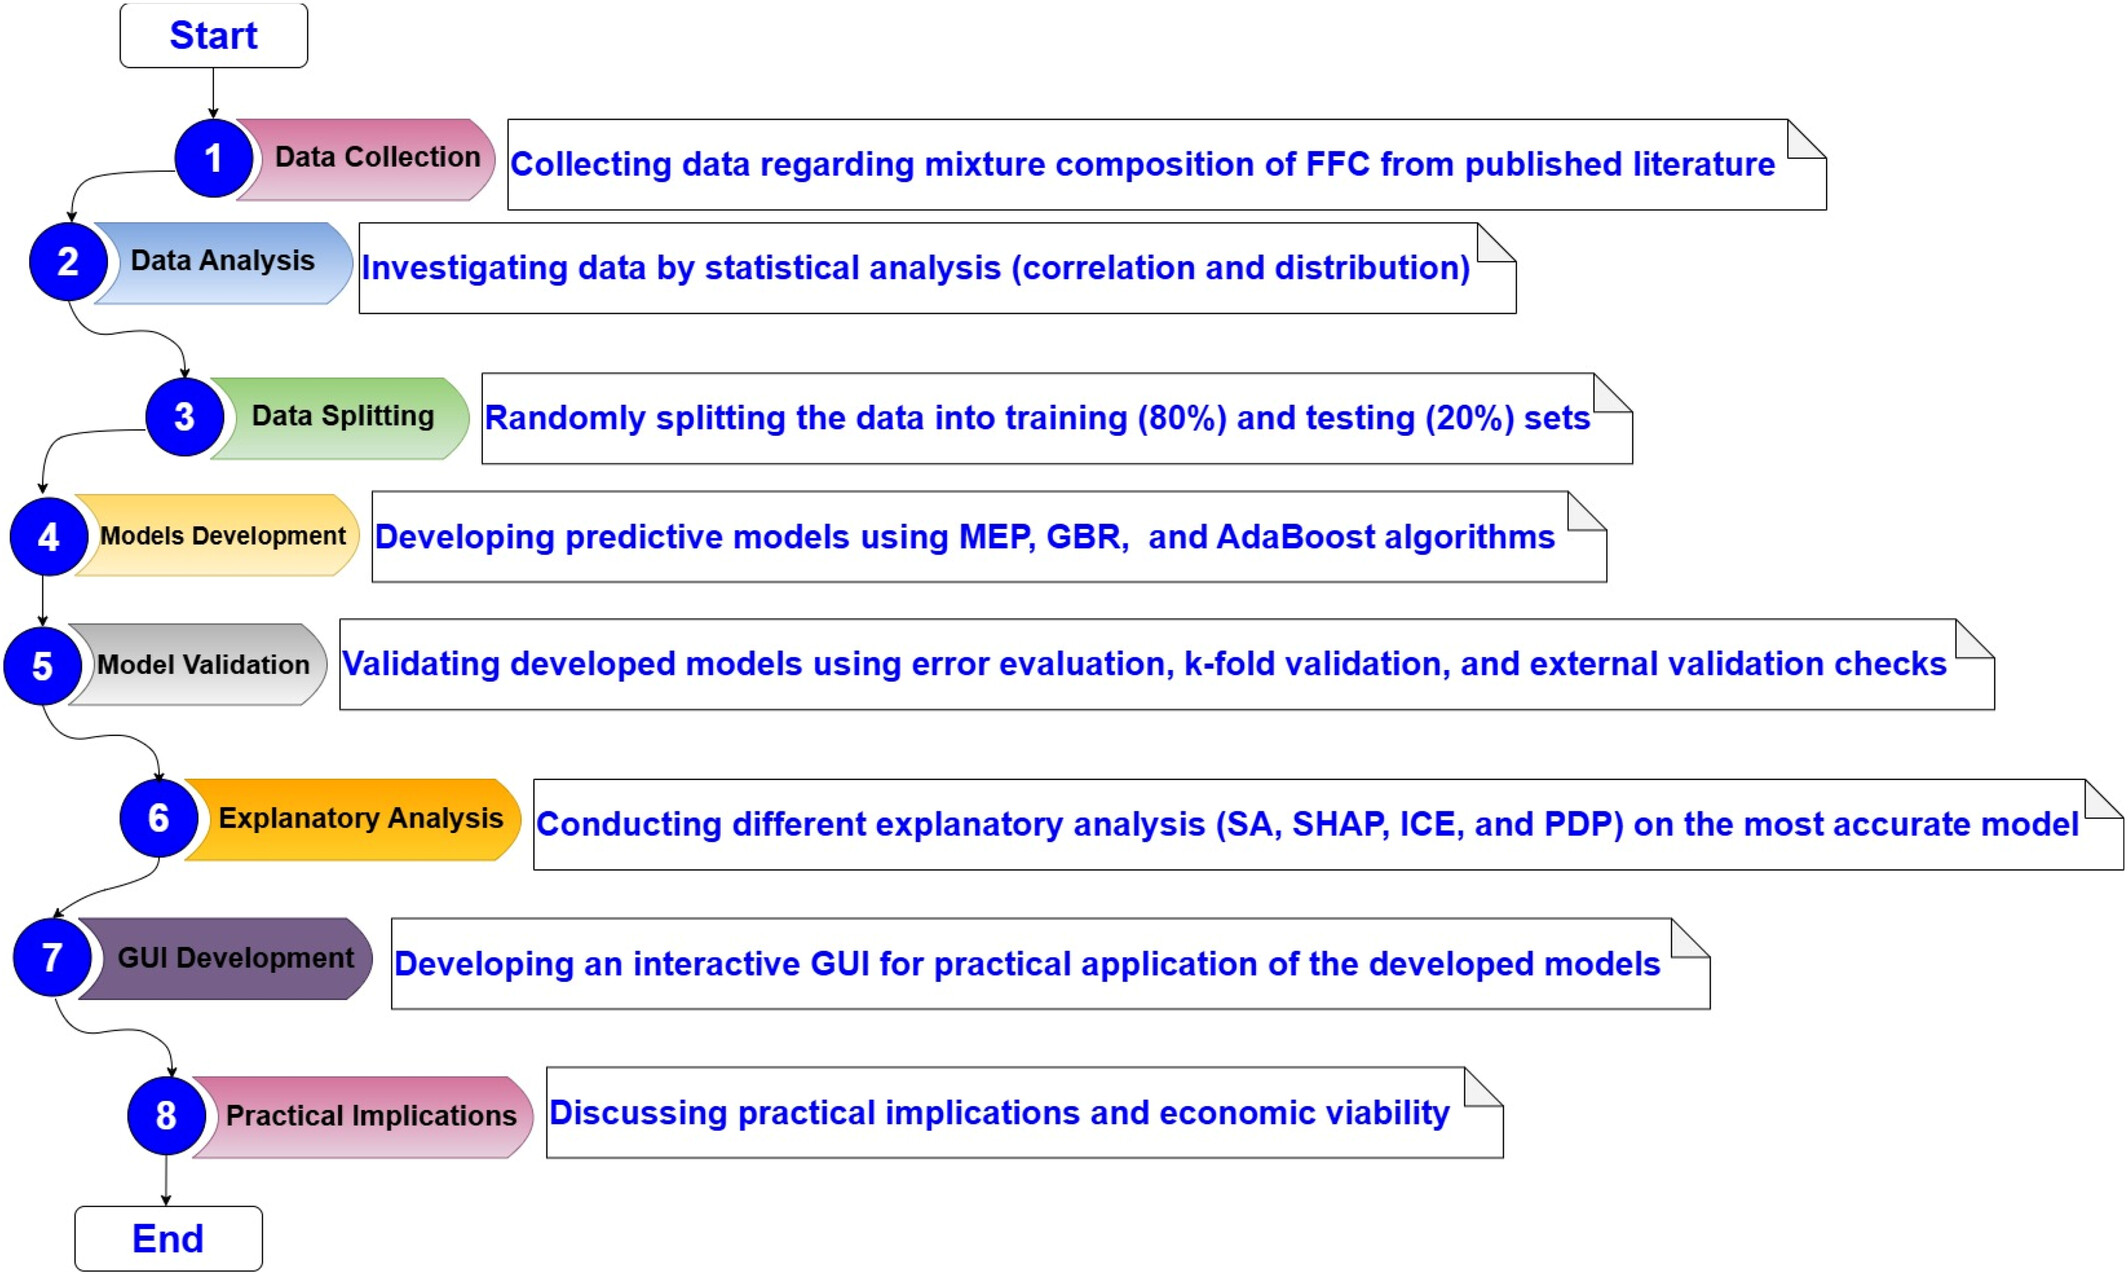 Start
1
Data Collection
Collecting data regarding mixture composition of FFC from published literature
2
Data Analysis
Investigating data by statistical analysis (correlation and distribution)
3
Data Splitting
Randomly splitting the data into training (80%) and testing (20%) sets
4
Models Development
Developing predictive models using MEP, GBR,  and AdaBoost algorithms
5
Model Validation
Validating developed models using error evaluation, k-fold validation, and external validation checks
6
Explanatory Analysis
Conducting different explanatory analysis (SA, SHAP, ICE, and PDP) on the most accurate model
7
GUI Development
Developing an interactive GUI for practical application of the developed models
8
Practical Implications
Discussing practical implications and economic viability
End